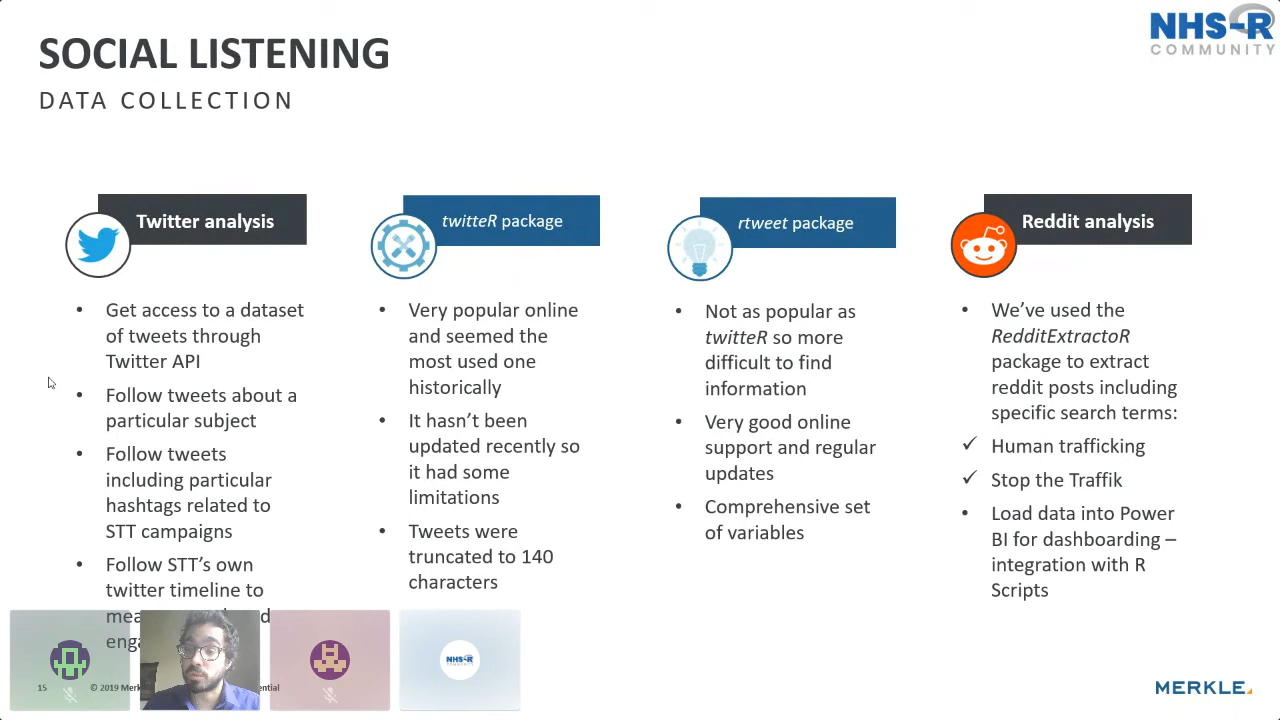 SOCIAL LISTENING
DATA COLLECTION
NHS-R
COMMUNITY
Twitter analysis
• Get access to a dataset
of tweets through
Twitter API
• Follow tweets about a
particular subject
• Follow tweets
including particular
hashtags related to
STT campaigns
• Follow STT’s own
twitter timeline to
twitteR package
• Very popular online
and seemed the
most used one
historically
• It hasn’t been
updated recently so
it had some
limitations
• Tweets were
truncated to 140
characters
rtweet package
• Not as popular as
twitteR so more
difficult to find
information
• Very good online
support and regular
updates
• Comprehensive set
of variables
Reddit analysis
• We’ve used the
RedditExtractoR
package to extract
reddit posts including
specific search terms:
✓ Human trafficking
✓ Stop the Traffik
• Load data into Power
BI for dashboarding –
integration with R
Scripts
NHS-R
COMMUNITY
15
© 2019
MERKLE